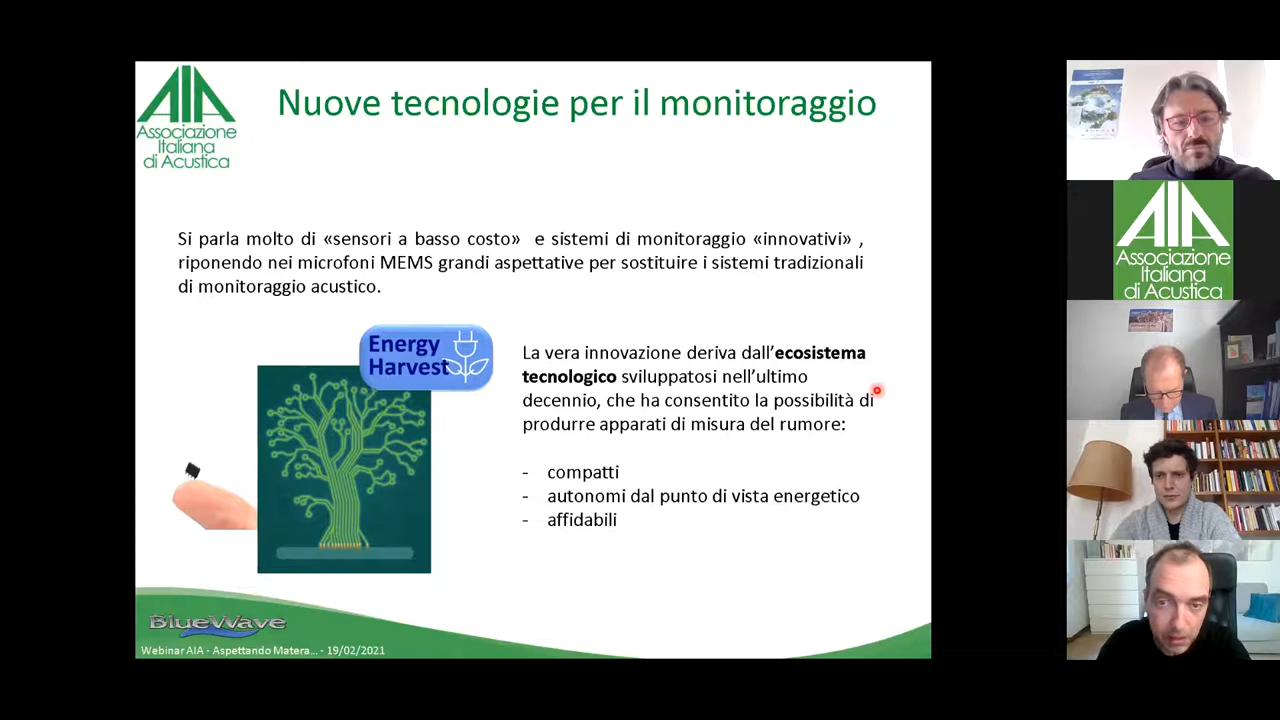 AIA
Associazione
Italiana
di Acustica
Nuove tecnologie per il monitoraggio
Si parla molto di «sensori a basso costo» e sistemi di monitoraggio «innovativi» ,
riponendo nei microfoni MEMS grandi aspettative per sostituire i sistemi tradizionali
di monitoraggio acustico.
Energy
Harvest
La vera innovazione deriva dall’ecosistema
tecnologico sviluppatosi nell’ultimo
decennio, che ha consentito la possibilità di
produrre apparati di misura del rumore:
- compatti
- autonomi dal punto di vista energetico
- affidabili
BlueWave
Webinar AIA - Aspettando Matera... - 19/02/2021
AIA
Associazione
Italiana
di Acustica